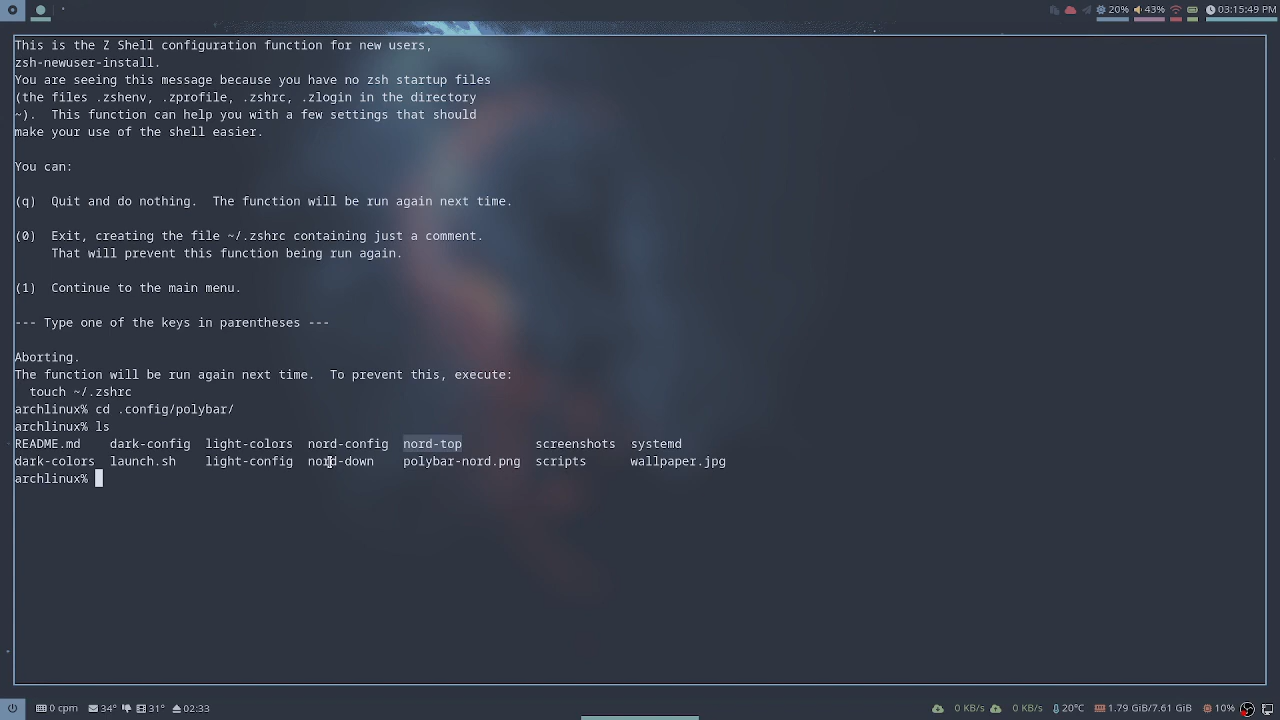 20% 43% 03:15:49 PM
This is the Z Shell configuration function for new users,
zsh-newuser-install.
You are seeing this message because you have no zsh startup files
(the files .zshenv, .zprofile, .zshrc, .zlogin in the directory
~).  This function can help you with a few settings that should
make your use of the shell easier.
You can:
(q)  Quit and do nothing.  The function will be run again next time.
(0)  Exit, creating the file ~/.zshrc containing just a comment.
That will prevent this function being run again.
(1)  Continue to the main menu.
--- Type one of the keys in parentheses ---
Aborting.
The function will be run again next time.  To prevent this, execute:
touch ~/.zshrc
archlinux% cd .config/polybar/
archlinux% ls
README.md dark-config light-colors nord-config nord-top screenshots systemd
dark-colors launch.sh light-config nord-down polybar-nord.png scripts wallpaper.jpg
archlinux%
0 cpm 34° 31° 02:33 0 KB/s 0 KB/s 20°C 1.79 GiB/7.61 GiB 10%